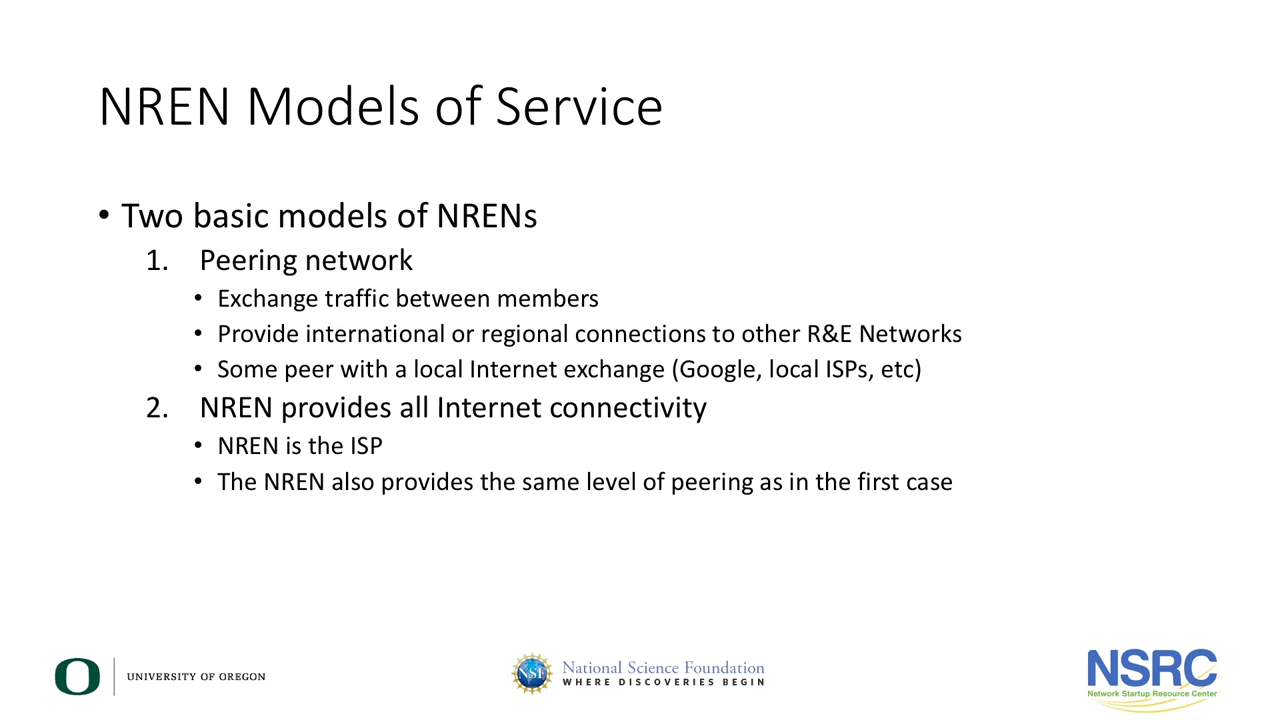 NREN Models of Service
• Two basic models of NRENs
1. Peering network
• Exchange traffic between members
• Provide international or regional connections to other R&E Networks
• Some peer with a local Internet exchange (Google, local ISPs, etc)
2. NREN provides all Internet connectivity
• NREN is the ISP
• The NREN also provides the same level of peering as in the first case
O UNIVERSITY OF OREGON
NSF National Science Foundation
WHERE DISCOVERIES BEGIN
NSRC
Network Startup Resource Center